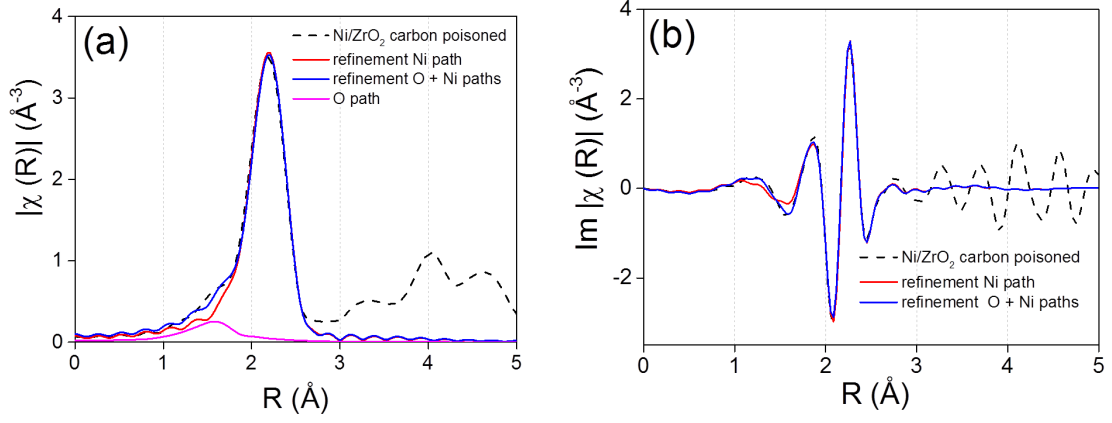 (a)
Ni/ZrO2 carbon poisoned
refinement Ni path
refinement O + Ni paths
O path
|χ (R)| (Å-3)
4
3
2
1
0
0 1 2 3 4 5
R (Å)
(b)
Im |χ (R)| (Å-3)
4
2
0
-2
Ni/ZrO2 carbon poisoned
refinement Ni path
refinement O + Ni paths
0 1 2 3 4 5
R (Å)